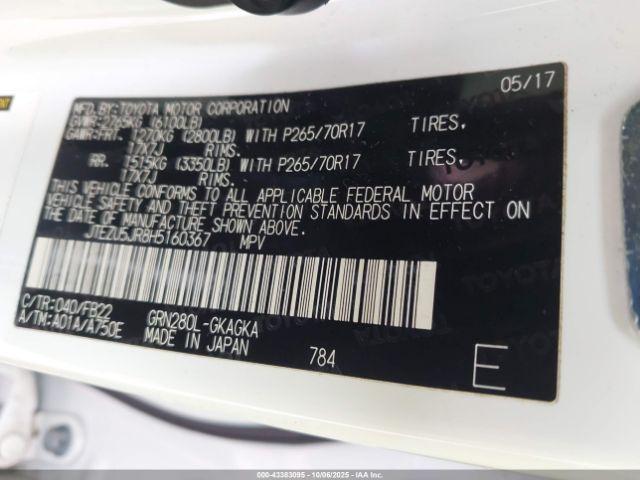 05/17
MFD.BY:TOYOTA MOTOR CORPORATION
GVWR:2765KG (6100LB)
GAWR:FRT. 1270KG (2800LB) WITH P265/70R17 TIRES.
17X7J RIMS.
RR. 1515KG (3350LB) WITH P265/70R17 TIRES.
17X7J RIMS.
THIS VEHICLE CONFORMS TO ALL APPLICABLE FEDERAL MOTOR
VEHICLE SAFETY AND THEFT PREVENTION STANDARDS IN EFFECT ON
THE DATE OF MANUFACTURE SHOWN ABOVE.
JTEZU5JR8H5160367 MPV
C/TR:040/FB22 GRN280L-GKAGKA
A/TM:A01A/A750E MADE IN JAPAN 784 E
000-43383095 - 10/06/2025 - IAA Inc.